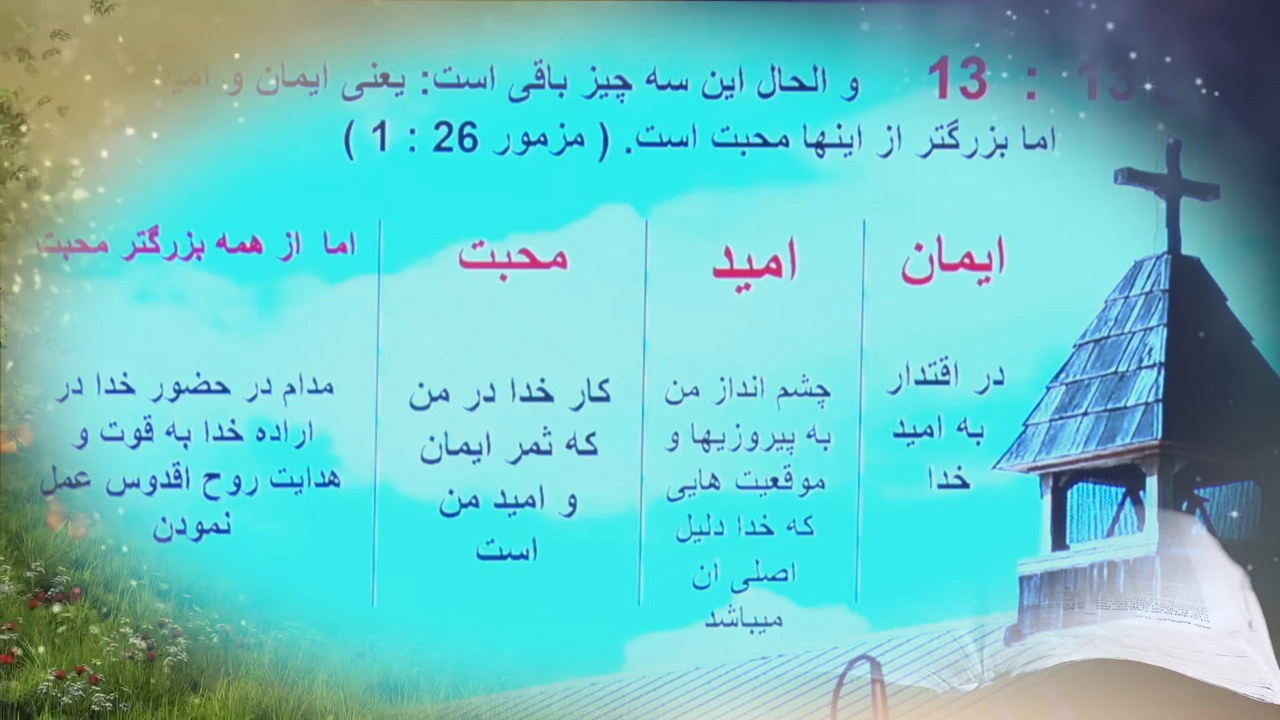 13 : 13 و الحال این سه چیز باقی است: یعنی ایمان و امید
اما بزرگتر از اینها محبت است. ( مزمور 26 : 1 )
ایمان
در اقتدار
به امید
خدا
امید
چشم انداز من
به پیروزیها و
موقعیت هایی
که خدا دلیل
اصلی ان
میباشد
محبت
کار خدا در من
که ثمر ایمان
و امید من
است
اما از همه بزرگتر محبت
مدام در حضور خدا در
اراده خدا به قوت و
هدایت روح اقدوس عمل
نمودن